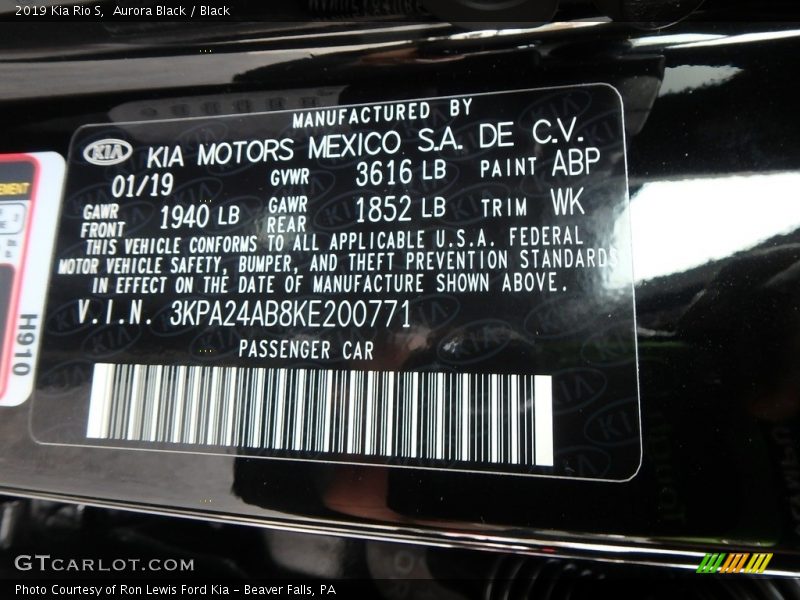 2019 Kia Rio S,  Aurora Black / Black
MANUFACTURED BY
KIA KIA MOTORS MEXICO S.A. DE C.V.
01/19 GVWR 3616 LB PAINT ABP
GAWR FRONT 1940 LB GAWR REAR 1852 LB TRIM WK
THIS VEHICLE CONFORMS TO ALL APPLICABLE U.S.A. FEDERAL
MOTOR VEHICLE SAFETY, BUMPER, AND THEFT PREVENTION STANDARDS
IN EFFECT ON THE DATE OF MANUFACTURE SHOWN ABOVE.
V.I.N. 3KPA24AB8KE200771
PASSENGER CAR
H910
GTCARLOT.COM
Photo Courtesy of Ron Lewis Ford Kia – Beaver Falls, PA